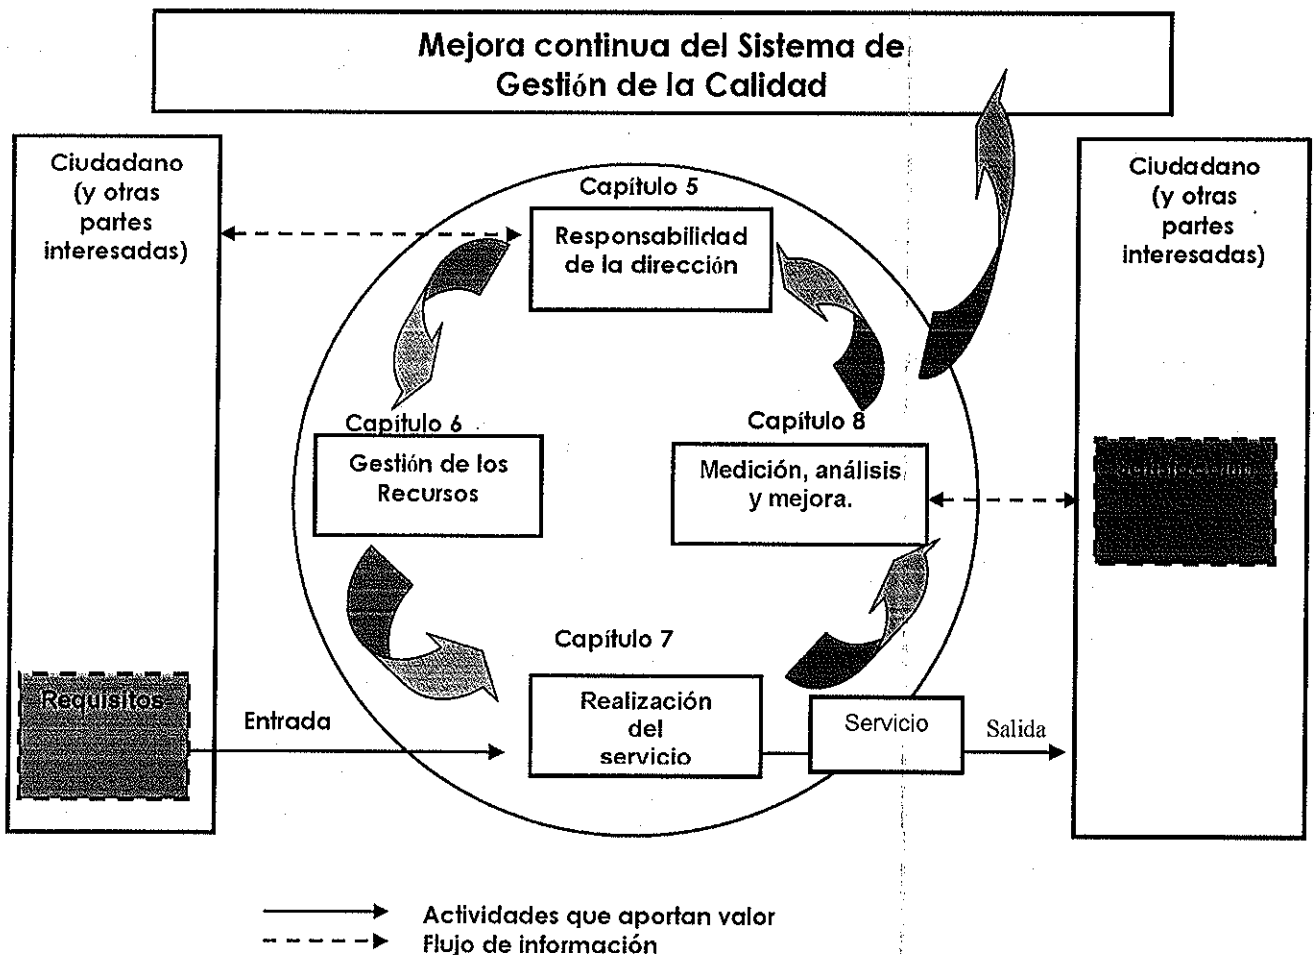 Mejora continua del Sistema de
Gestión de la Calidad
Ciudadano
(y otras
partes
interesadas)
Capítulo 5
Responsabilidad
de la dirección
Ciudadano
(y otras
partes
interesadas)
Capítulo 6
Gestión de los
Recursos
Capítulo 8
Medición, análisis
y mejora.
Capítulo 7
Realización
del
servicio
Requisitos
Entrada
Servicio
Salida
Actividades que aportan valor
Flujo de información